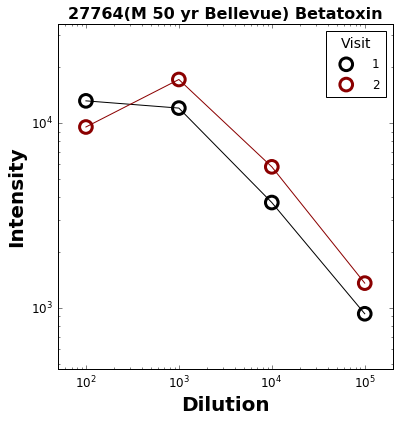 27764(M 50 yr Bellevue) Betatoxin
Visit
1
2
Intensity
10^4
10^3
10^2 10^3 10^4 10^5
Dilution